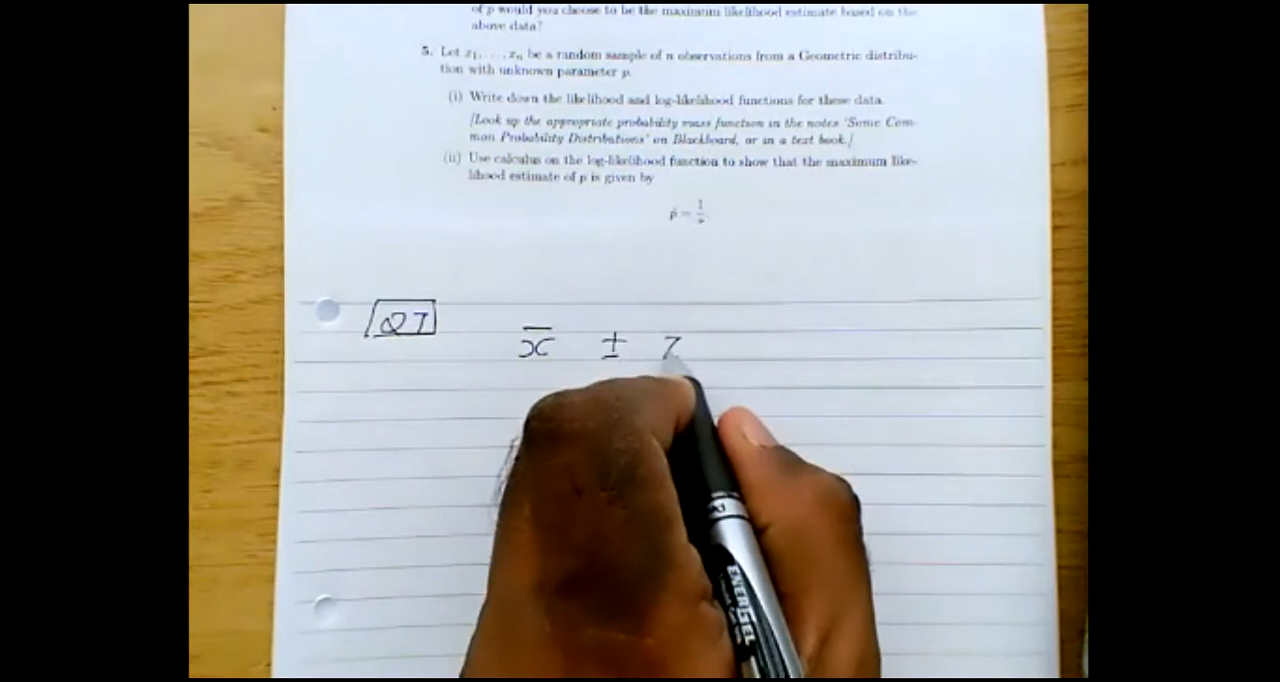 of p would you choose to be the maximum likelihood estimate based on the
above data?
5. Let x₁, . . . , xₙ be a random sample of n observations from a Geometric distribu-
tion with unknown parameter p.
(i) Write down the likelihood and log-likelihood functions for these data.
[Look up the appropriate probability mass function in the notes 'Some Com-
mon Probability Distributions' on Blackboard, or in a text book.]
(ii) Use calculus on the log-likelihood function to show that the maximum like-
lihood estimate of p is given by
p̂ = 1/x̄
Q7 x̄ ± z
ENERGEL